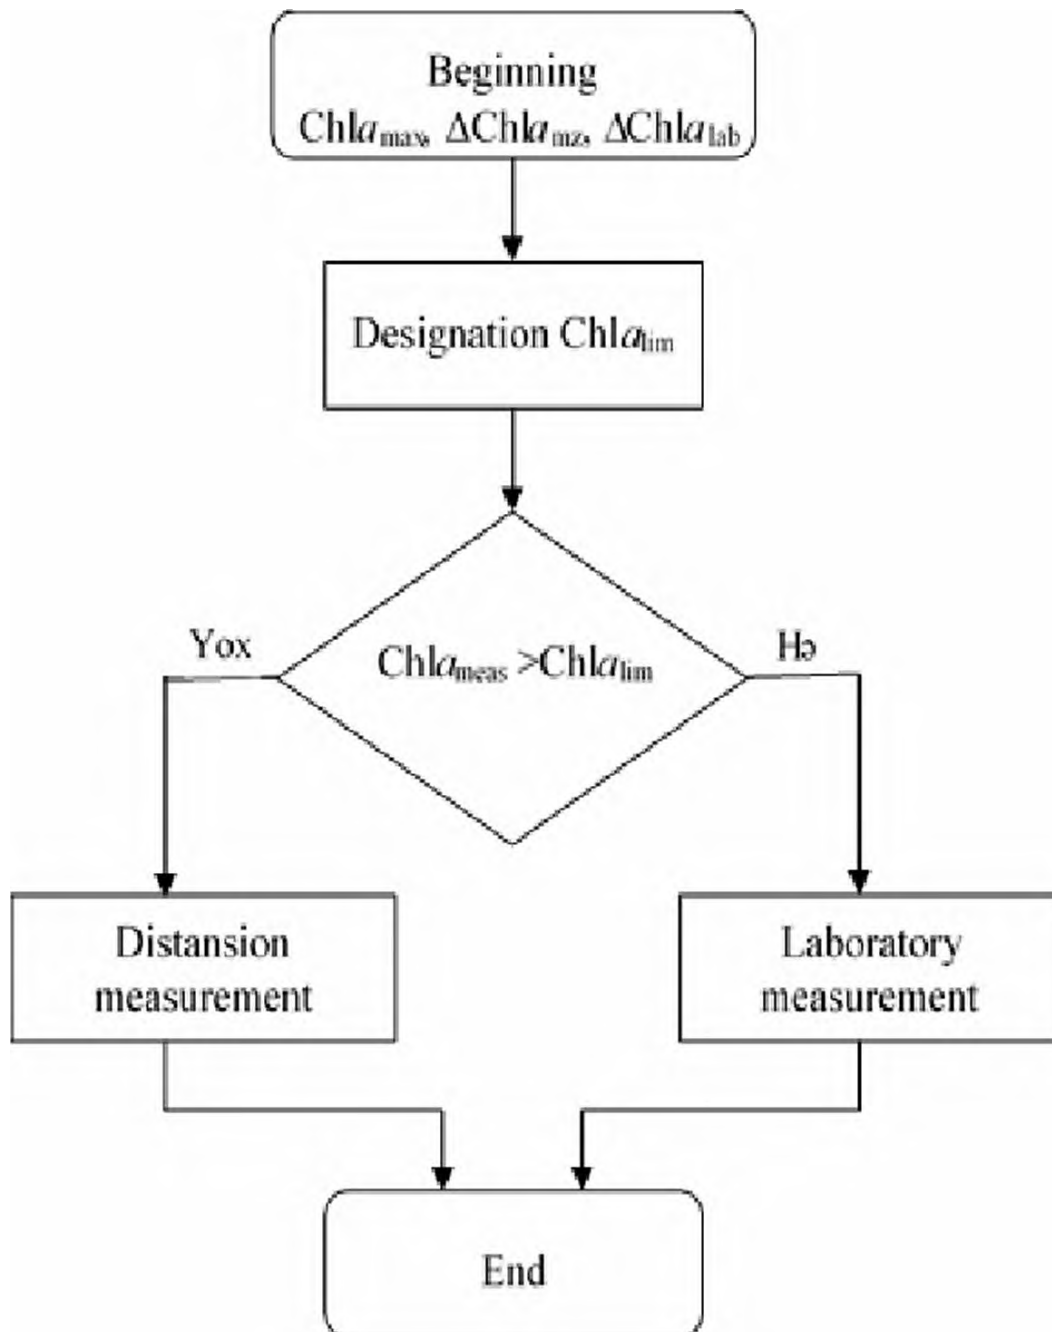 Beginning
Chla_max, ΔChla_mz, ΔChla_lab
Designation Chla_lim
Yox
Chla_meas >Chla_lim
Hə
Distansion
measurement
Laboratory
measurement
End